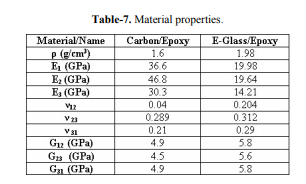 Table-7. Material properties.
Material/Name Carbon/Epoxy E-Glass/Epoxy
ρ (g/cm³) 1.6 1.98
E₁ (GPa) 36.6 19.98
E₂ (GPa) 46.8 19.64
E₃ (GPa) 30.3 14.21
ν₁₂ 0.04 0.204
ν₂₃ 0.289 0.312
ν₃₁ 0.21 0.29
G₁₂ (GPa) 4.9 5.8
G₂₃ (GPa) 4.5 5.6
G₃₁ (GPa) 4.9 5.8